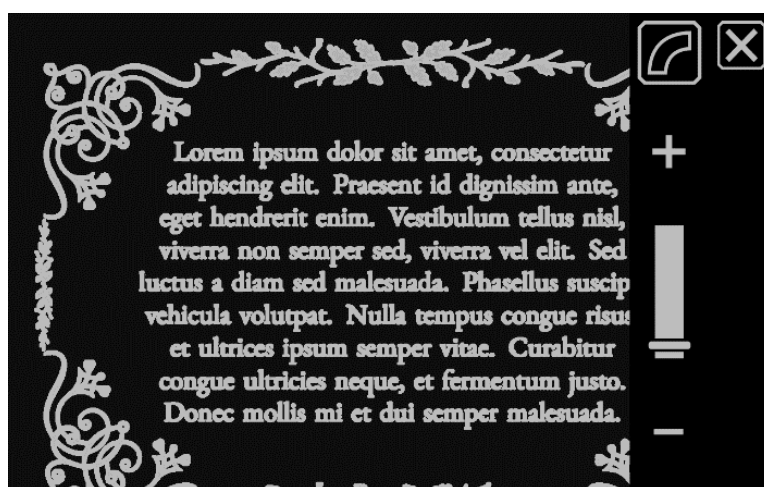 Lorem ipsum dolor sit amet, consectetur
adipiscing elit. Praesent id dignissim ante,
eget hendrerit enim. Vestibulum tellus nisl,
viverra non semper sed, viverra vel elit. Sed
luctus a diam sed malesuada. Phasellus suscip
vehicula volutpat. Nulla tempus congue risus
et ultrices ipsum semper vitae. Curabitur
congue ultricies neque, et fermentum justo.
Donec mollis mi et dui semper malesuada.